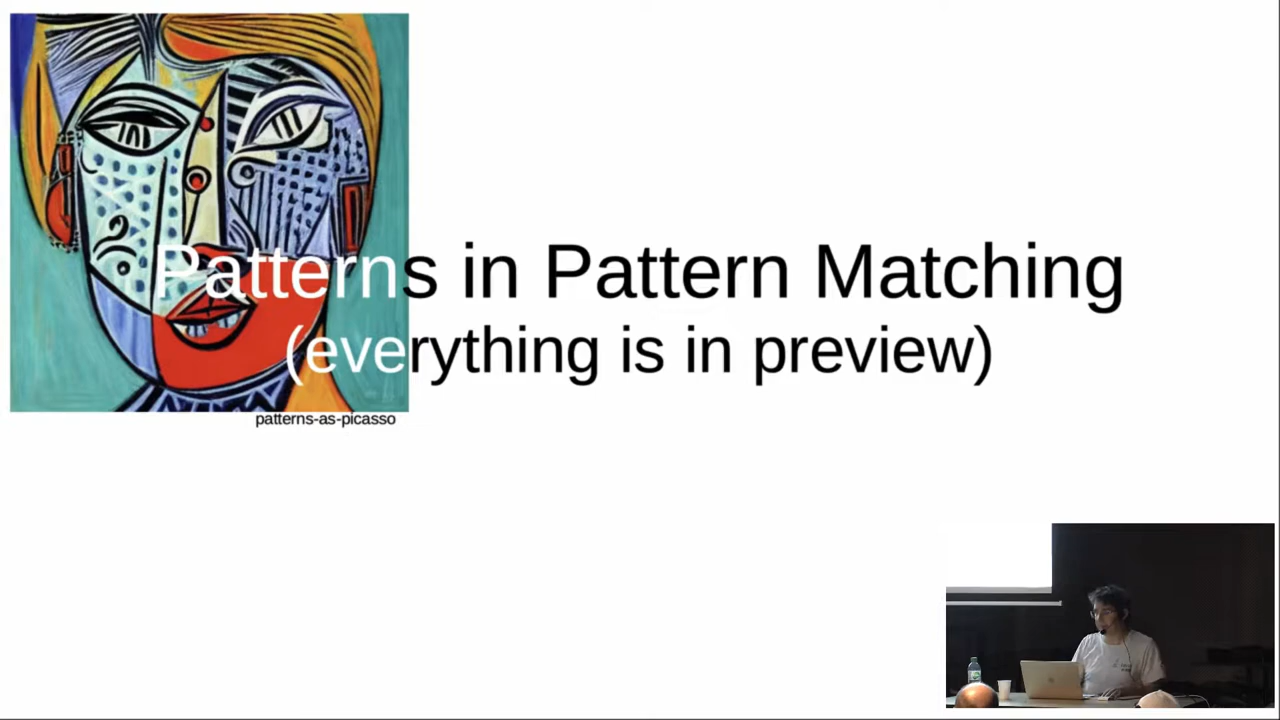 Patterns in Pattern Matching
(everything is in preview)
patterns-as-picasso